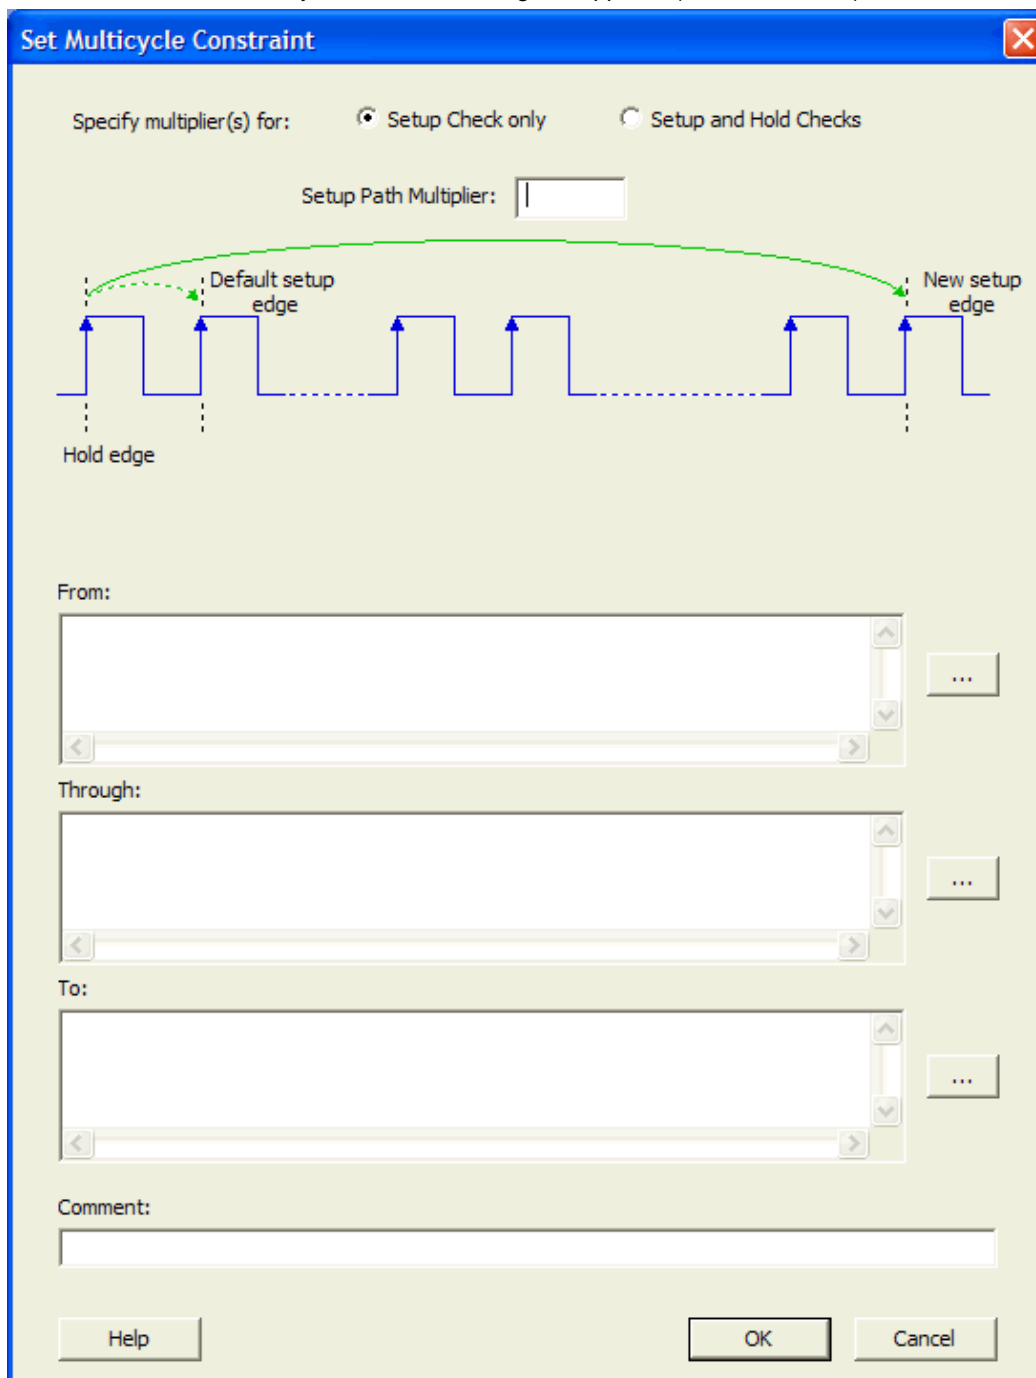 Set Multicycle Constraint
Specify multiplier(s) for: Setup Check only Setup and Hold Checks
Setup Path Multiplier:
Default setup edge
New setup edge
Hold edge
From:
...
Through:
...
To:
...
Comment:
Help OK Cancel